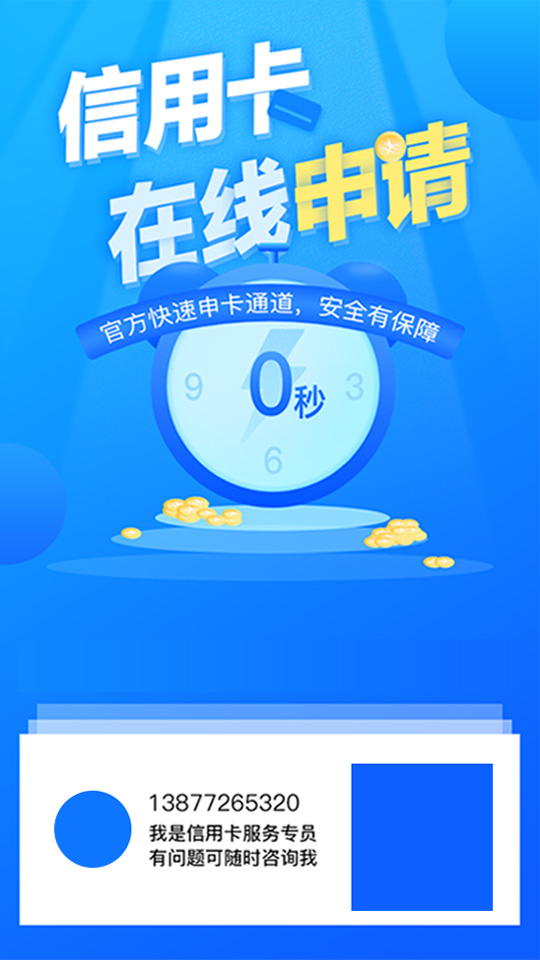 信用卡
在线申请
官方快速申卡通道，安全有保障
9
0秒
3
6
13877265320
我是信用卡服务专员
有问题可随时咨询我